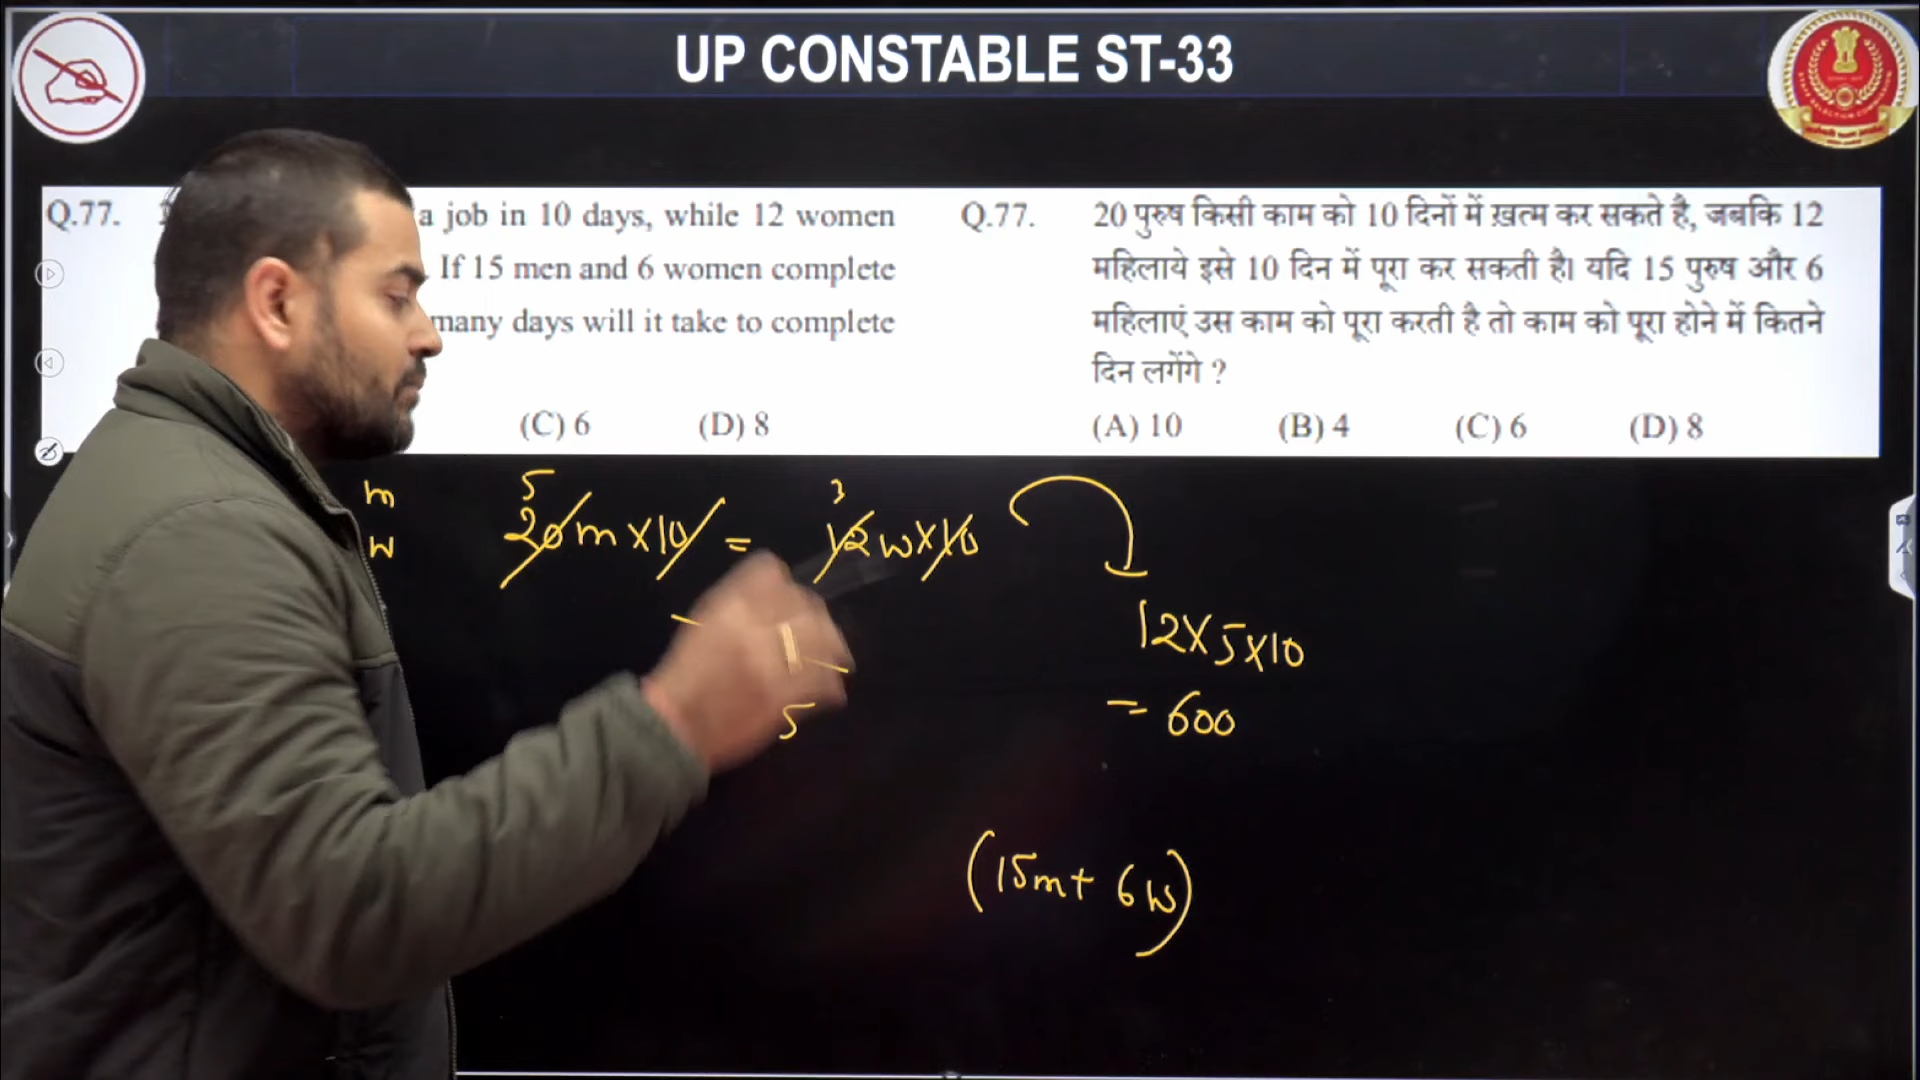 UP CONSTABLE ST-33
Q.77.
a job in 10 days, while 12 women
If 15 men and 6 women complete
many days will it take to complete
(C) 6 (D) 8
Q.77. 20 पुरुष किसी काम को 10 दिनों में ख़त्म कर सकते है, जबकि 12
महिलाये इसे 10 दिन में पूरा कर सकती है। यदि 15 पुरुष और 6
महिलाएं उस काम को पूरा करती है तो काम को पूरा होने में कितने
दिन लगेंगे ?
(A) 10 (B) 4 (C) 6 (D) 8
m
w
5 3
20m×10 = 12w×10
12×5×10
= 600
5
(15m+ 6w)